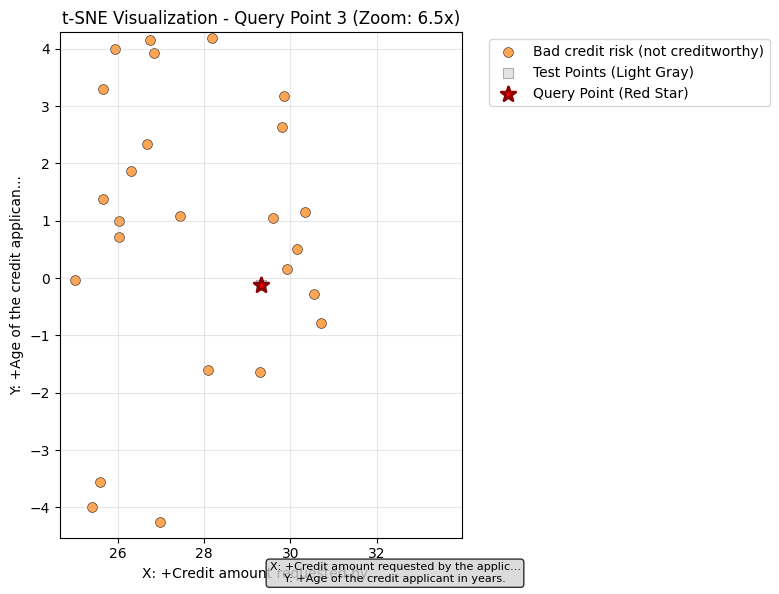 t-SNE Visualization - Query Point 3 (Zoom: 6.5x)
Bad credit risk (not creditworthy)
Test Points (Light Gray)
Query Point (Red Star)
Y: +Age of the credit applican...
4
3
2
1
0
−1
−2
−3
−4
26 28 30 32
X: +Credit amount requested by
X: +Credit amount requested by the applic...
Y: +Age of the credit applicant in years.